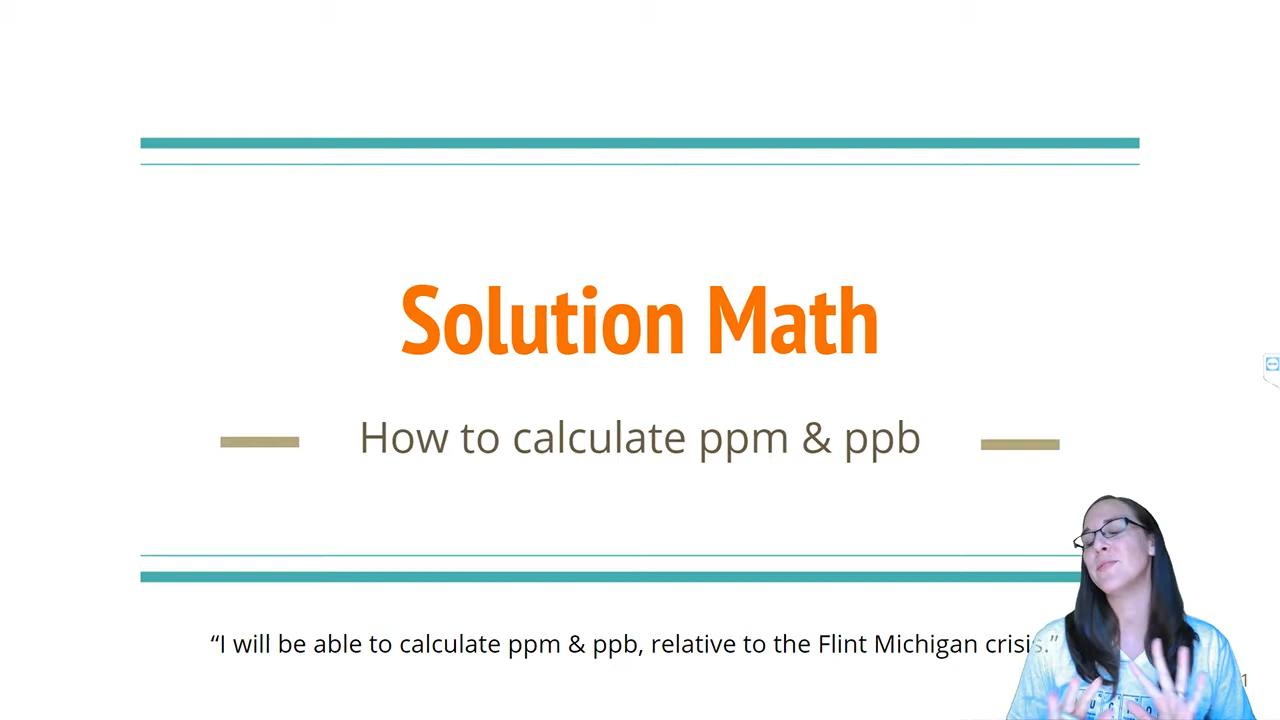 Solution Math
How to calculate ppm & ppb
“I will be able to calculate ppm & ppb, relative to the Flint Michigan crisis.”
1